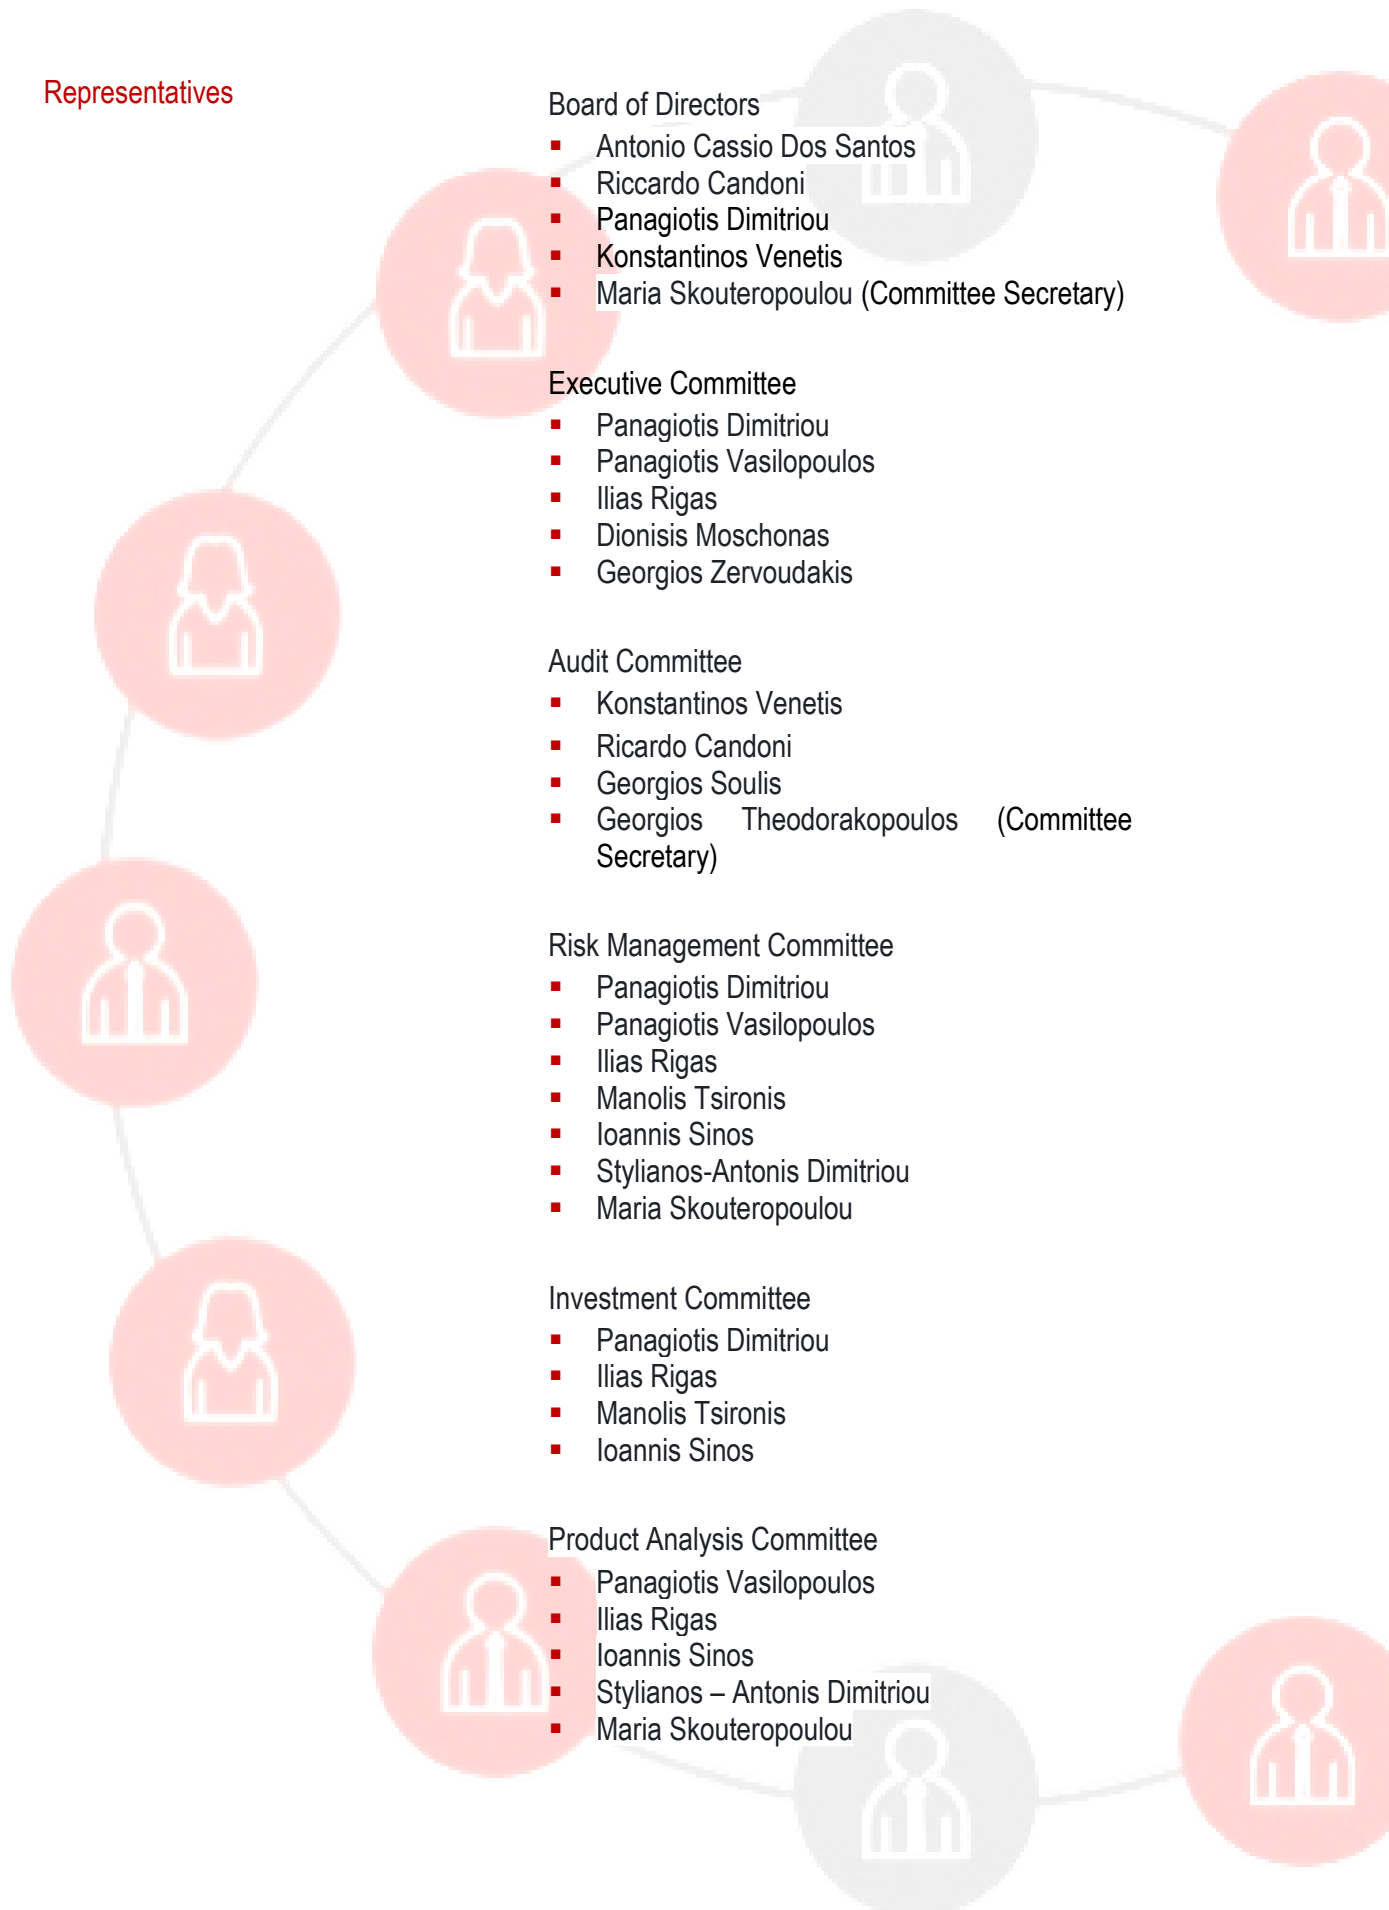 Representatives
Board of Directors
▪ Antonio Cassio Dos Santos
▪ Riccardo Candoni
▪ Panagiotis Dimitriou
▪ Konstantinos Venetis
▪ Maria Skouteropoulou (Committee Secretary)
Executive Committee
▪ Panagiotis Dimitriou
▪ Panagiotis Vasilopoulos
▪ Ilias Rigas
▪ Dionisis Moschonas
▪ Georgios Zervoudakis
Audit Committee
▪ Konstantinos Venetis
▪ Ricardo Candoni
▪ Georgios Soulis
▪ Georgios Theodorakopoulos (Committee
Secretary)
Risk Management Committee
▪ Panagiotis Dimitriou
▪ Panagiotis Vasilopoulos
▪ Ilias Rigas
▪ Manolis Tsironis
▪ Ioannis Sinos
▪ Stylianos-Antonis Dimitriou
▪ Maria Skouteropoulou
Investment Committee
▪ Panagiotis Dimitriou
▪ Ilias Rigas
▪ Manolis Tsironis
▪ Ioannis Sinos
Product Analysis Committee
▪ Panagiotis Vasilopoulos
▪ Ilias Rigas
▪ Ioannis Sinos
▪ Stylianos – Antonis Dimitriou
▪ Maria Skouteropoulou